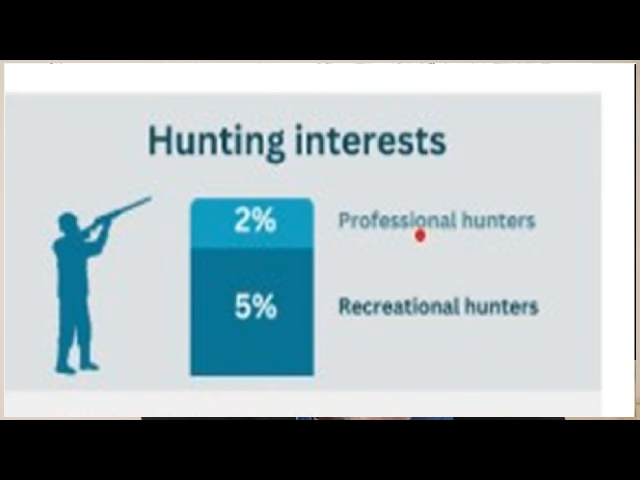 Hunting interests
2% Professional hunters
5% Recreational hunters